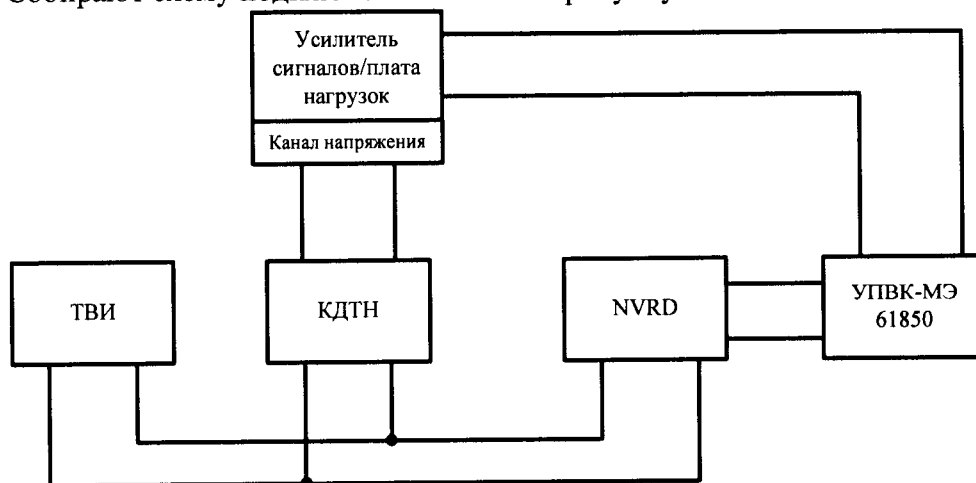 Усилитель
сигналов/плата
нагрузок
Канал напряжения
ТВИ
КДТН
NVRD
УПВК-МЭ
61850